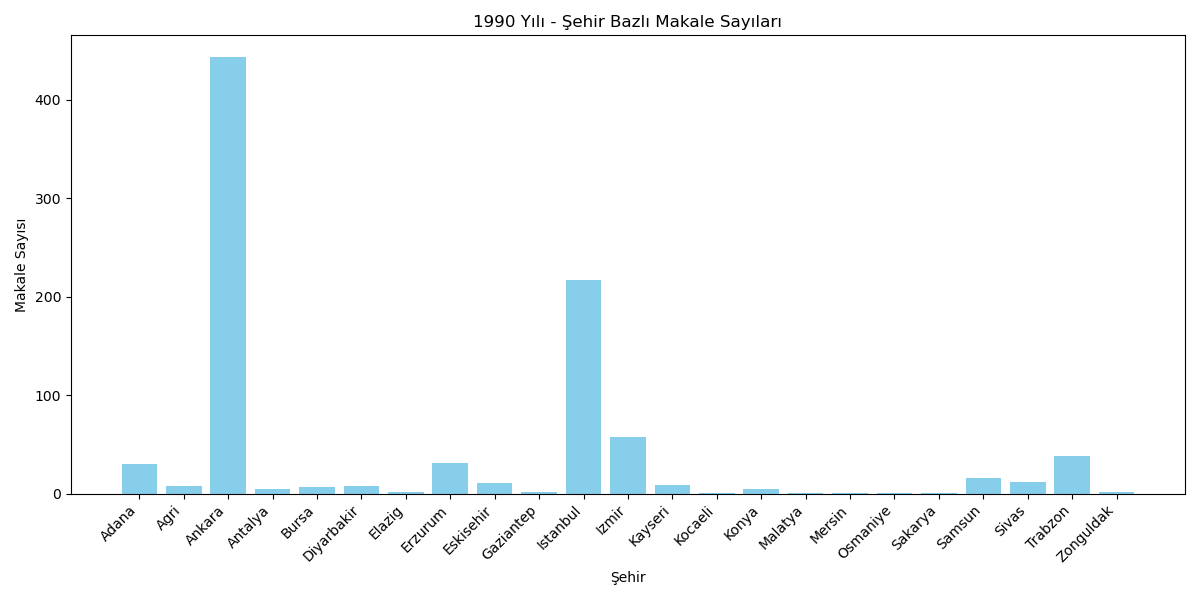 1990 Yılı - Şehir Bazlı Makale Sayıları
Makale Sayısı
400
300
200
100
0
Adana
Agri
Ankara
Antalya
Bursa
Diyarbakir
Elazig
Erzurum
Eskisehir
Gaziantep
Istanbul
Izmir
Kayseri
Kocaeli
Konya
Malatya
Mersin
Osmaniye
Sakarya
Samsun
Sivas
Trabzon
Zonguldak
Şehir